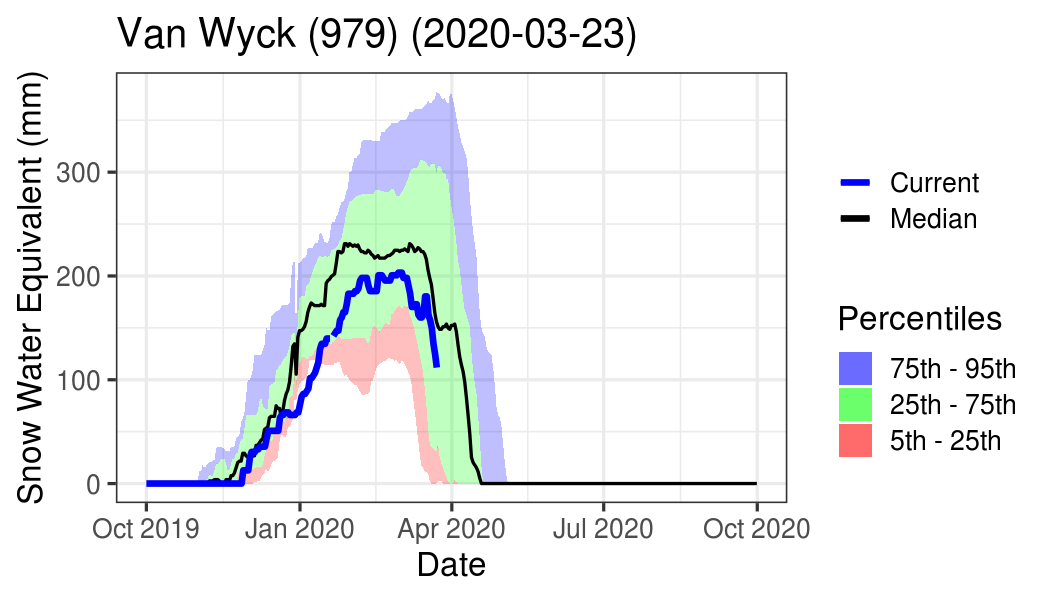 Van Wyck (979) (2020-03-23)
Snow Water Equivalent (mm)
300
200
100
0
Oct 2019 Jan 2020 Apr 2020 Jul 2020 Oct 2020
Date
Current
Median
Percentiles
75th - 95th
25th - 75th
5th - 25th